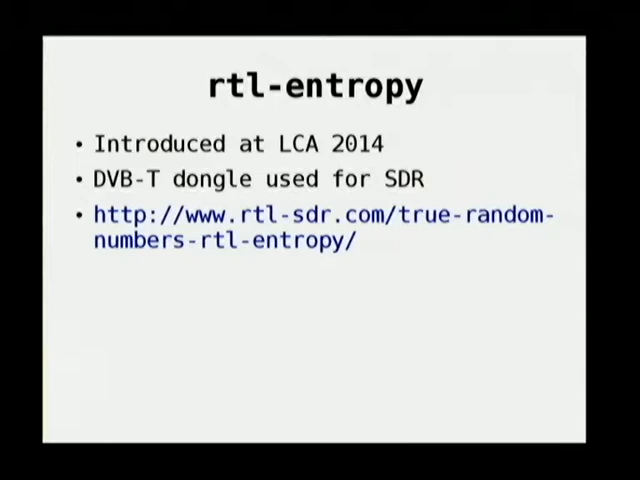 rtl-entropy
• Introduced at LCA 2014
• DVB-T dongle used for SDR
• http://www.rtl-sdr.com/true-random-
numbers-rtl-entropy/